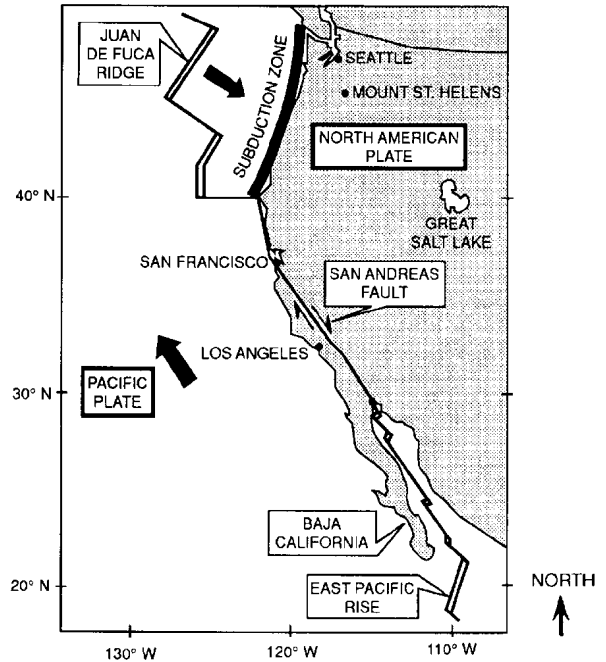 JUAN
DE FUCA
RIDGE
SUBDUCTION ZONE
SEATTLE
MOUNT ST. HELENS
NORTH AMERICAN
PLATE
40° N
GREAT
SALT LAKE
SAN FRANCISCO
SAN ANDREAS
FAULT
LOS ANGELES
30° N
PACIFIC
PLATE
BAJA
CALIFORNIA
20° N
EAST PACIFIC
RISE
NORTH
130° W
120° W
110° W